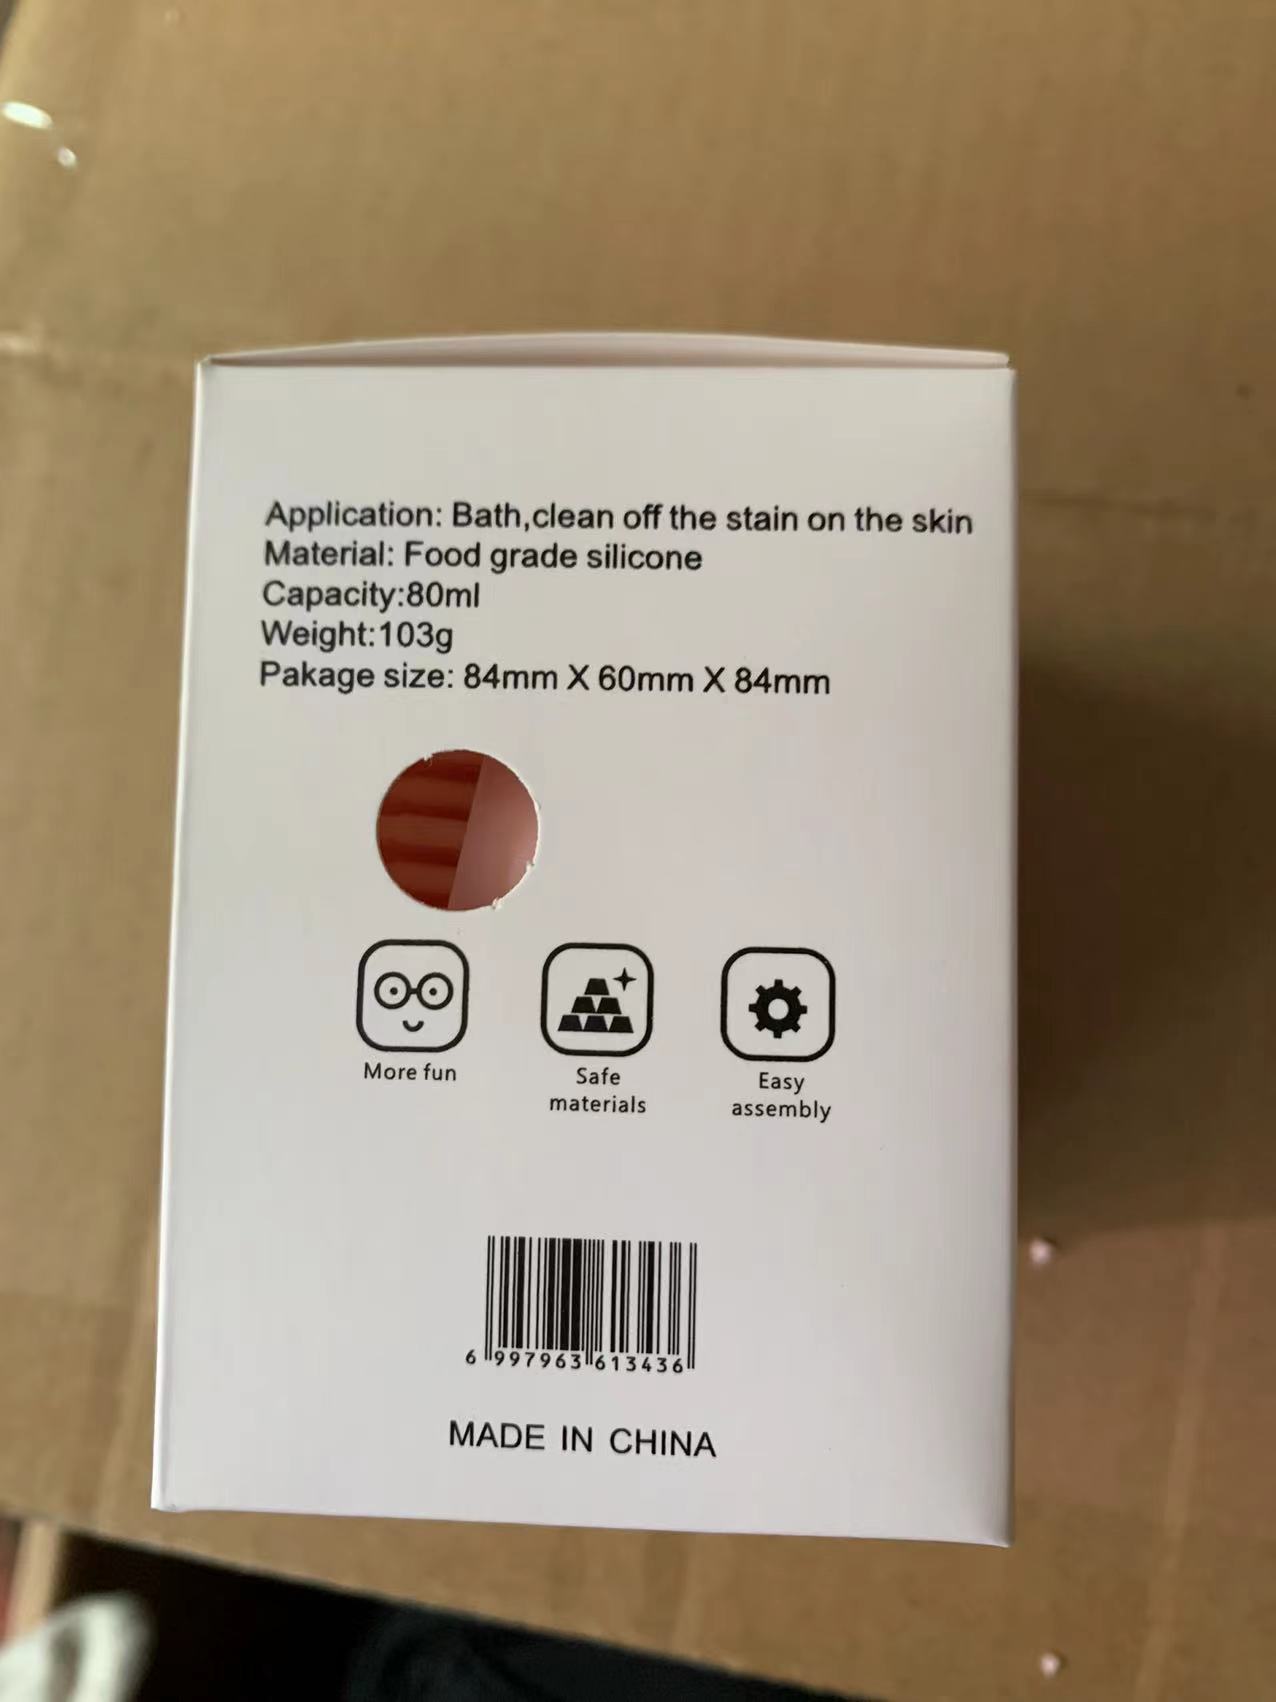 Application: Bath,clean off the stain on the skin
Material: Food grade silicone
Capacity:80ml
Weight:103g
Pakage size: 84mm X 60mm X 84mm
More fun
Safe
materials
Easy
assembly
6 997963 613436
MADE IN CHINA